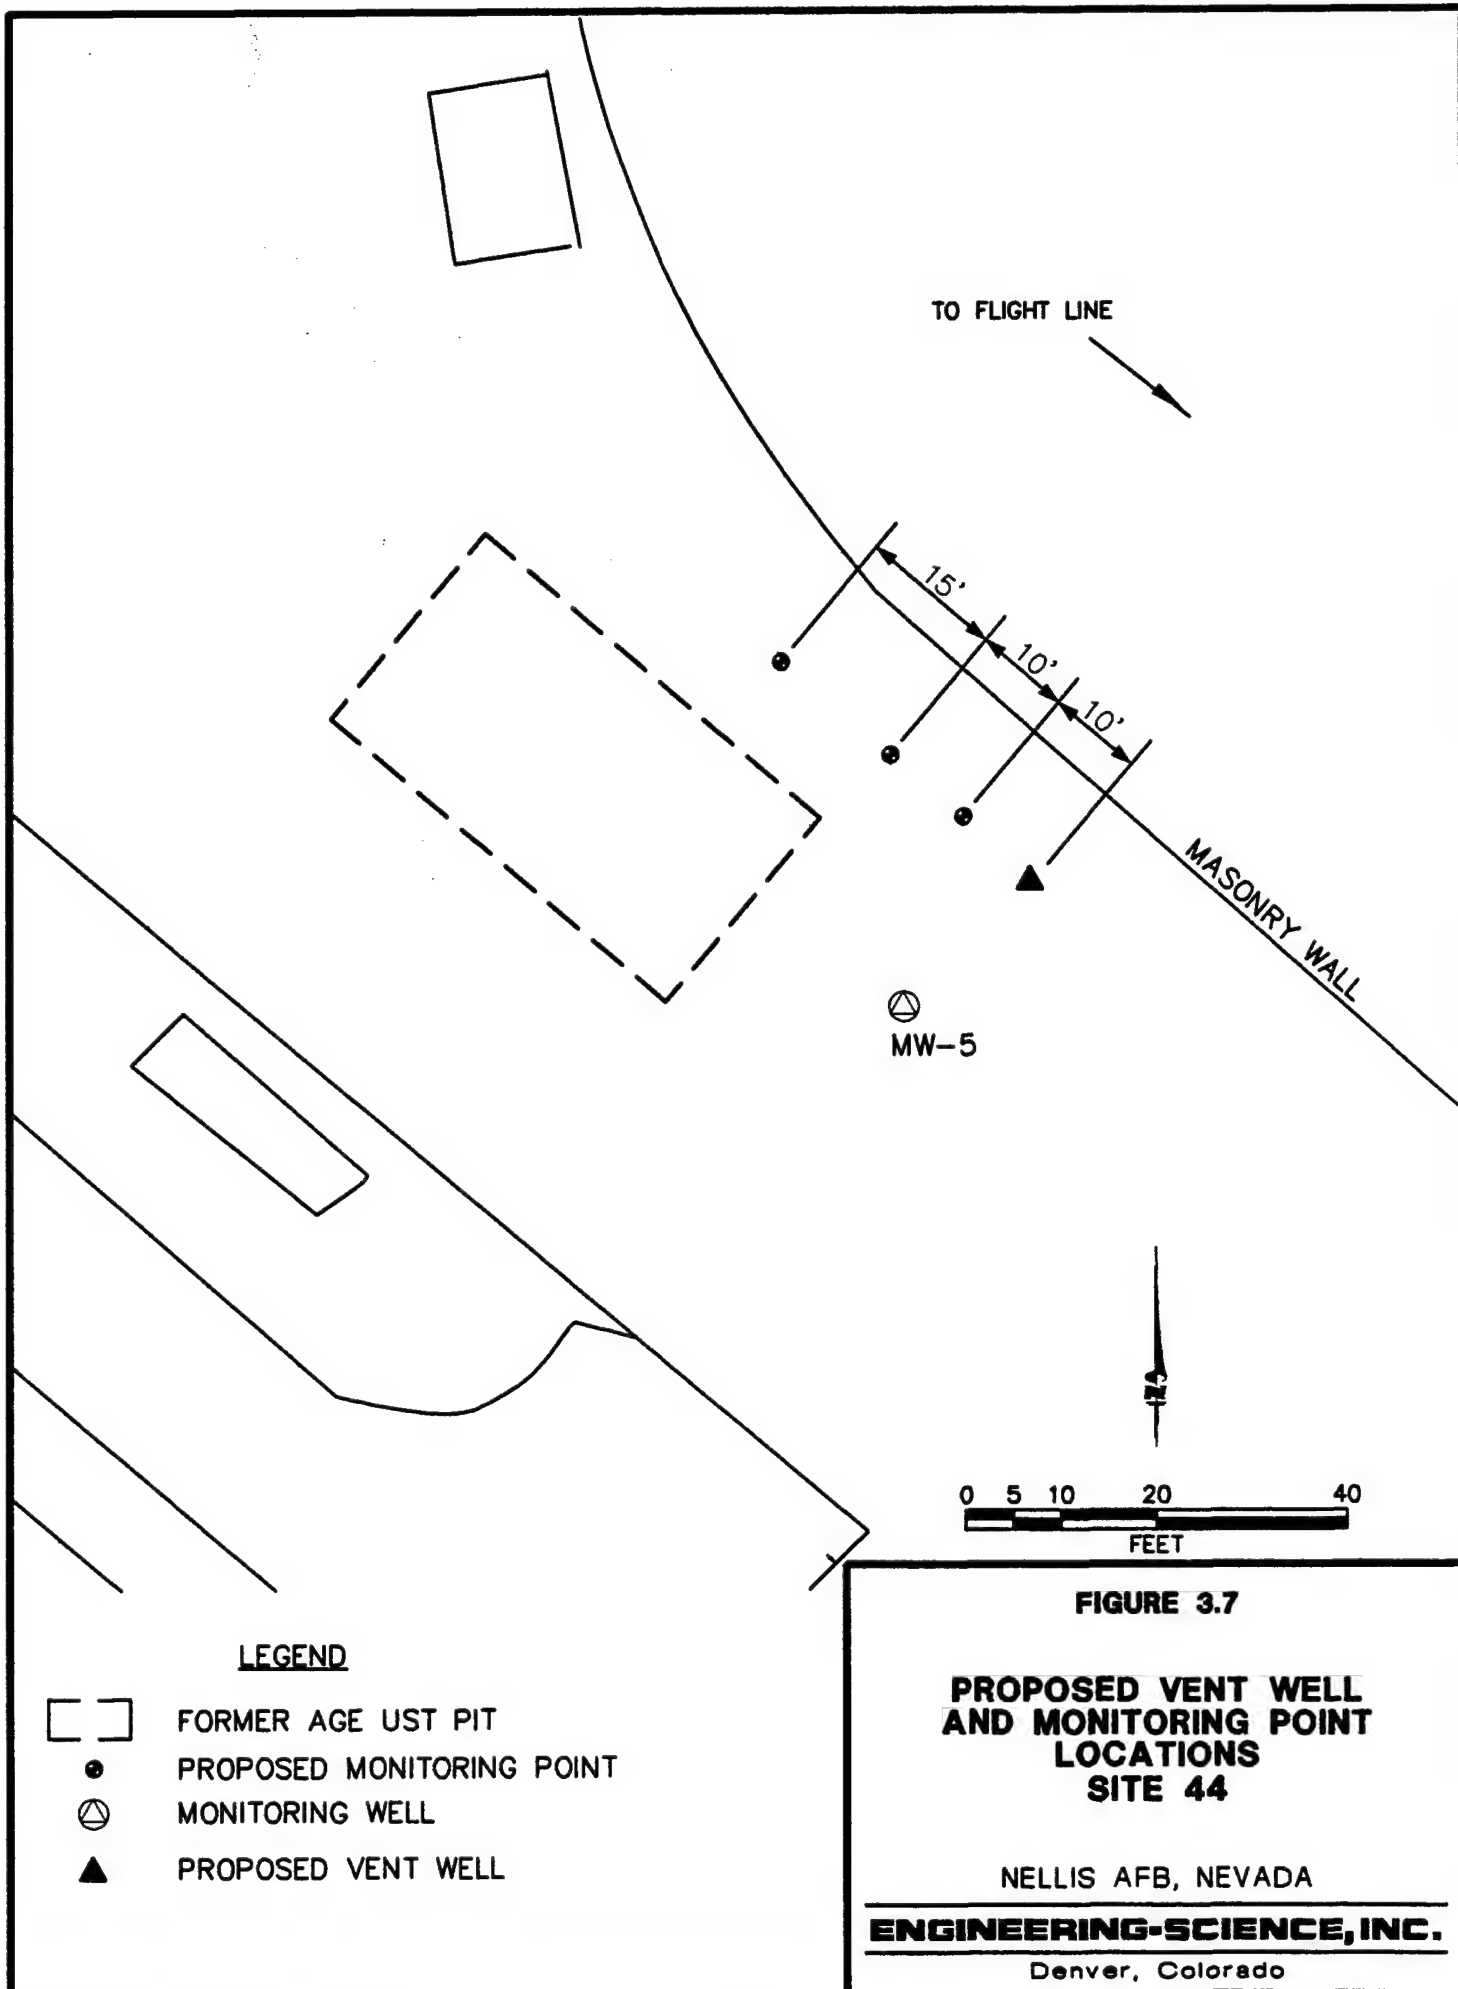 TO FLIGHT LINE
15'
10'
10'
MASONRY WALL
MW-5
0 5 10 20 40
FEET
LEGEND
FORMER AGE UST PIT
PROPOSED MONITORING POINT
MONITORING WELL
PROPOSED VENT WELL
FIGURE 3.7
PROPOSED VENT WELL
AND MONITORING POINT
LOCATIONS
SITE 44
NELLIS AFB, NEVADA
ENGINEERING-SCIENCE, INC.
Denver, Colorado